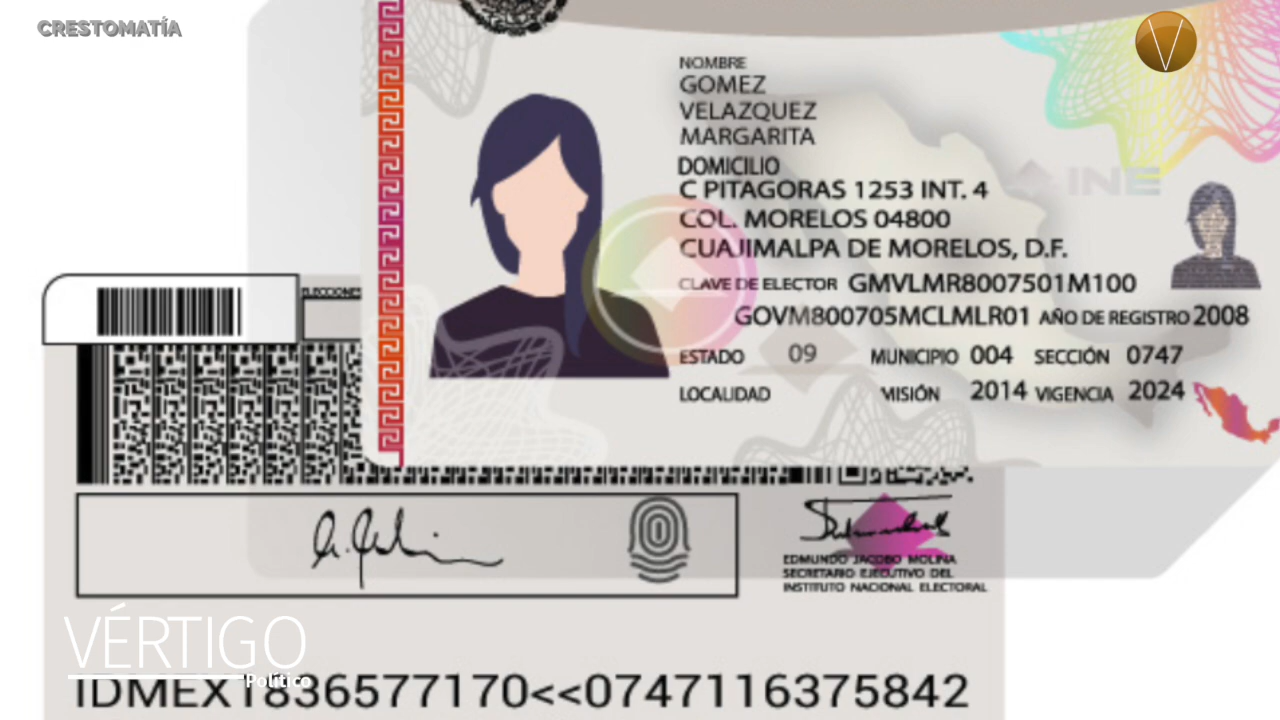 CRESTOMATÍA
V
NOMBRE
GOMEZ
VELAZQUEZ
MARGARITA
DOMICILIO
C PITAGORAS 1253 INT. 4
COL. MORELOS 04800
CUAJIMALPA DE MORELOS, D.F.
CLAVE DE ELECTOR GMVLMR8007501M100
GOVM800705MCLMLR01 AÑO DE REGISTRO 2008
ESTADO 09 MUNICIPIO 004 SECCIÓN 0747
LOCALIDAD MISIÓN 2014 VIGENCIA 2024
INE
ELECCIONES
EDMUNDO JACOBO MOLINA
SECRETARIO EJECUTIVO DEL
INSTITUTO NACIONAL ELECTORAL
VÉRTIGO
Político
IDMEX1836577170<<0747116375842